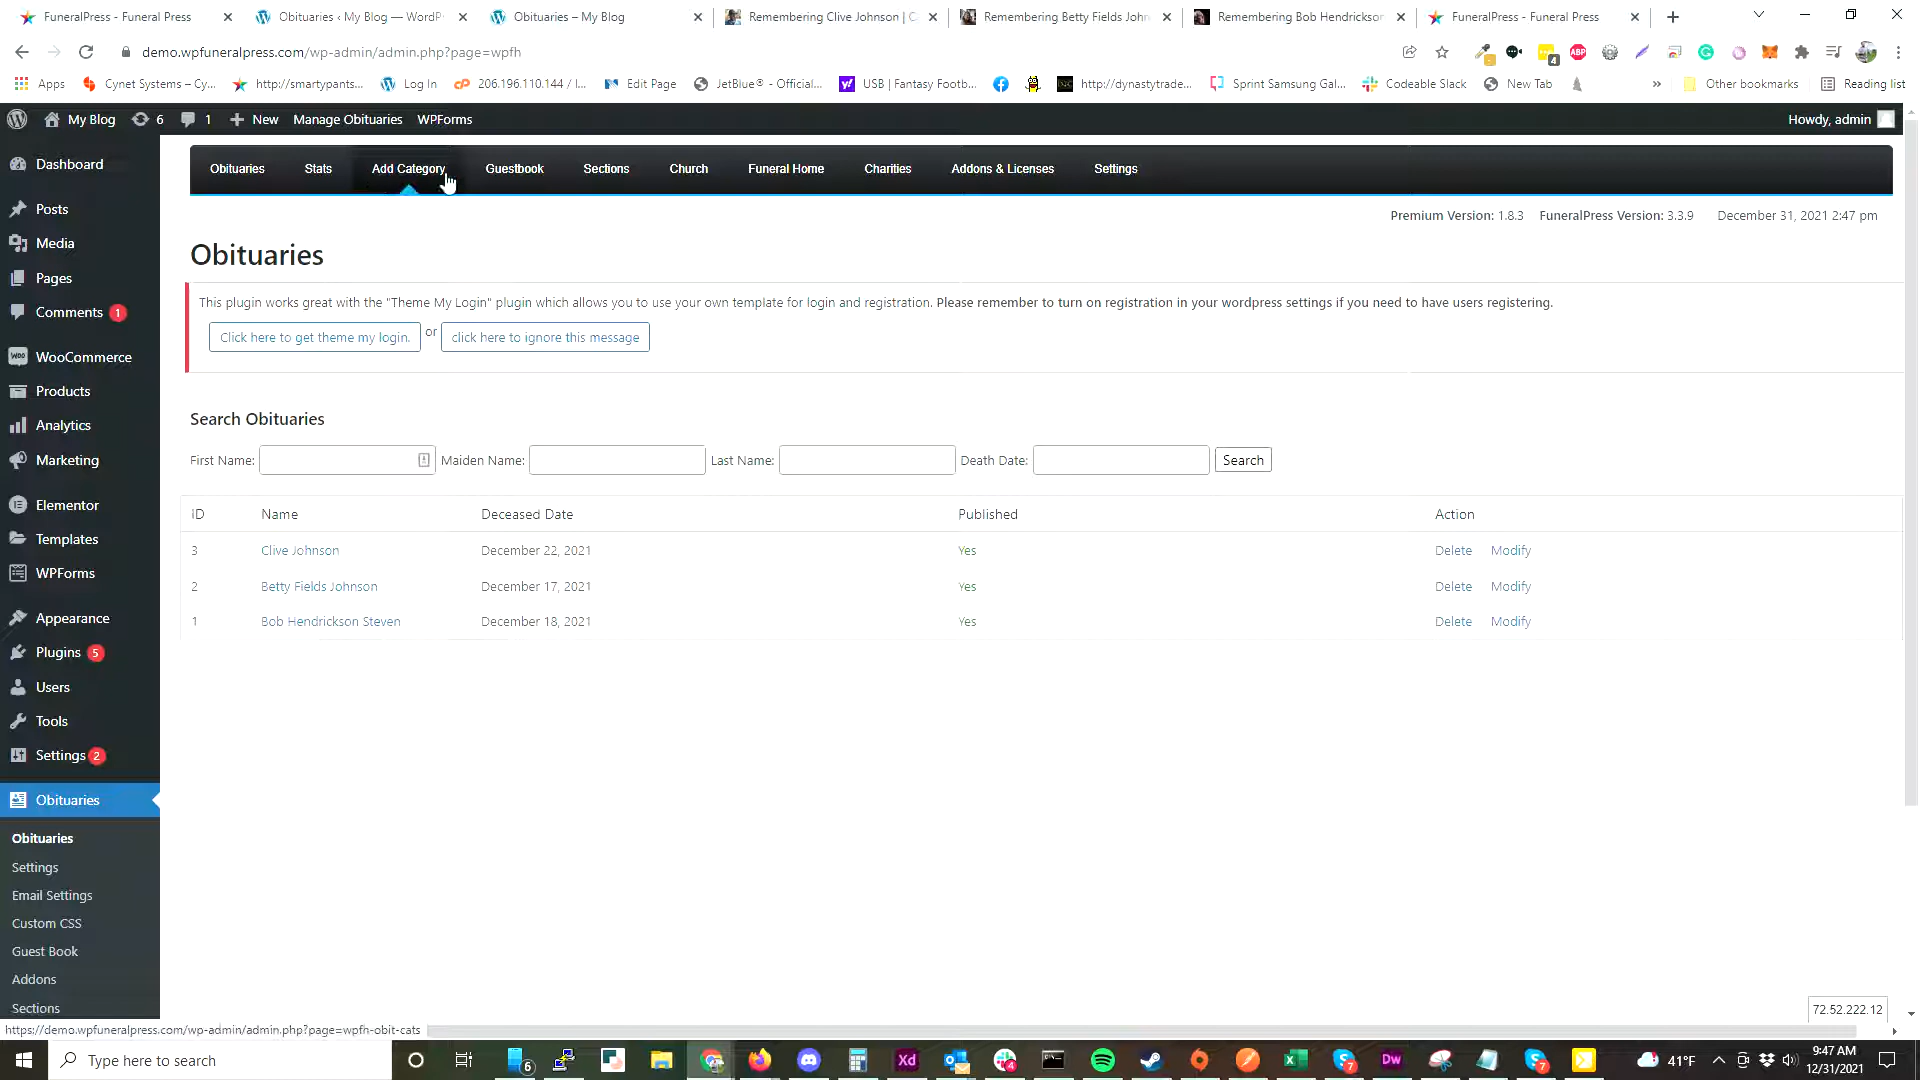 FuneralPress - Funeral Press
Obituaries ‹ My Blog — WordP
Obituaries – My Blog
Remembering Clive Johnson | C
Remembering Betty Fields John
Remembering Bob Hendrickson
FuneralPress - Funeral Press
demo.wpfuneralpress.com/wp-admin/admin.php?page=wpfh
Apps
Cynet Systems – Cy...
http://smartypants...
Log In
206.196.110.144 / l...
Edit Page
JetBlue® - Official...
USB | Fantasy Footb...
http://dynastytrade...
Sprint Samsung Gal...
Codeable Slack
New Tab
»
Other bookmarks
Reading list
My Blog
6
1
New
Manage Obituaries
WPForms
Howdy, admin
Dashboard
Posts
Media
Pages
Comments 1
WooCommerce
Products
Analytics
Marketing
Elementor
Templates
WPForms
Appearance
Plugins 5
Users
Tools
Settings 2
Obituaries
Obituaries
Settings
Email Settings
Custom CSS
Guest Book
Addons
Sections
Obituaries
Stats
Add Category
Guestbook
Sections
Church
Funeral Home
Charities
Addons & Licenses
Settings
Premium Version: 1.8.3 FuneralPress Version: 3.3.9 December 31, 2021 2:47 pm
Obituaries
This plugin works great with the "Theme My Login" plugin which allows you to use your own template for login and registration. Please remember to turn on registration in your wordpress settings if you need to have users registering.
Click here to get theme my login. or click here to ignore this message
Search Obituaries
First Name: Maiden Name: Last Name: Death Date: Search
ID Name Deceased Date Published Action
3 Clive Johnson December 22, 2021 Yes Delete Modify
2 Betty Fields Johnson December 17, 2021 Yes Delete Modify
1 Bob Hendrickson Steven December 18, 2021 Yes Delete Modify
72.52.222.12
https://demo.wpfuneralpress.com/wp-admin/admin.php?page=wpfh-obit-cats
Type here to search
41°F
9:47 AM
12/31/2021